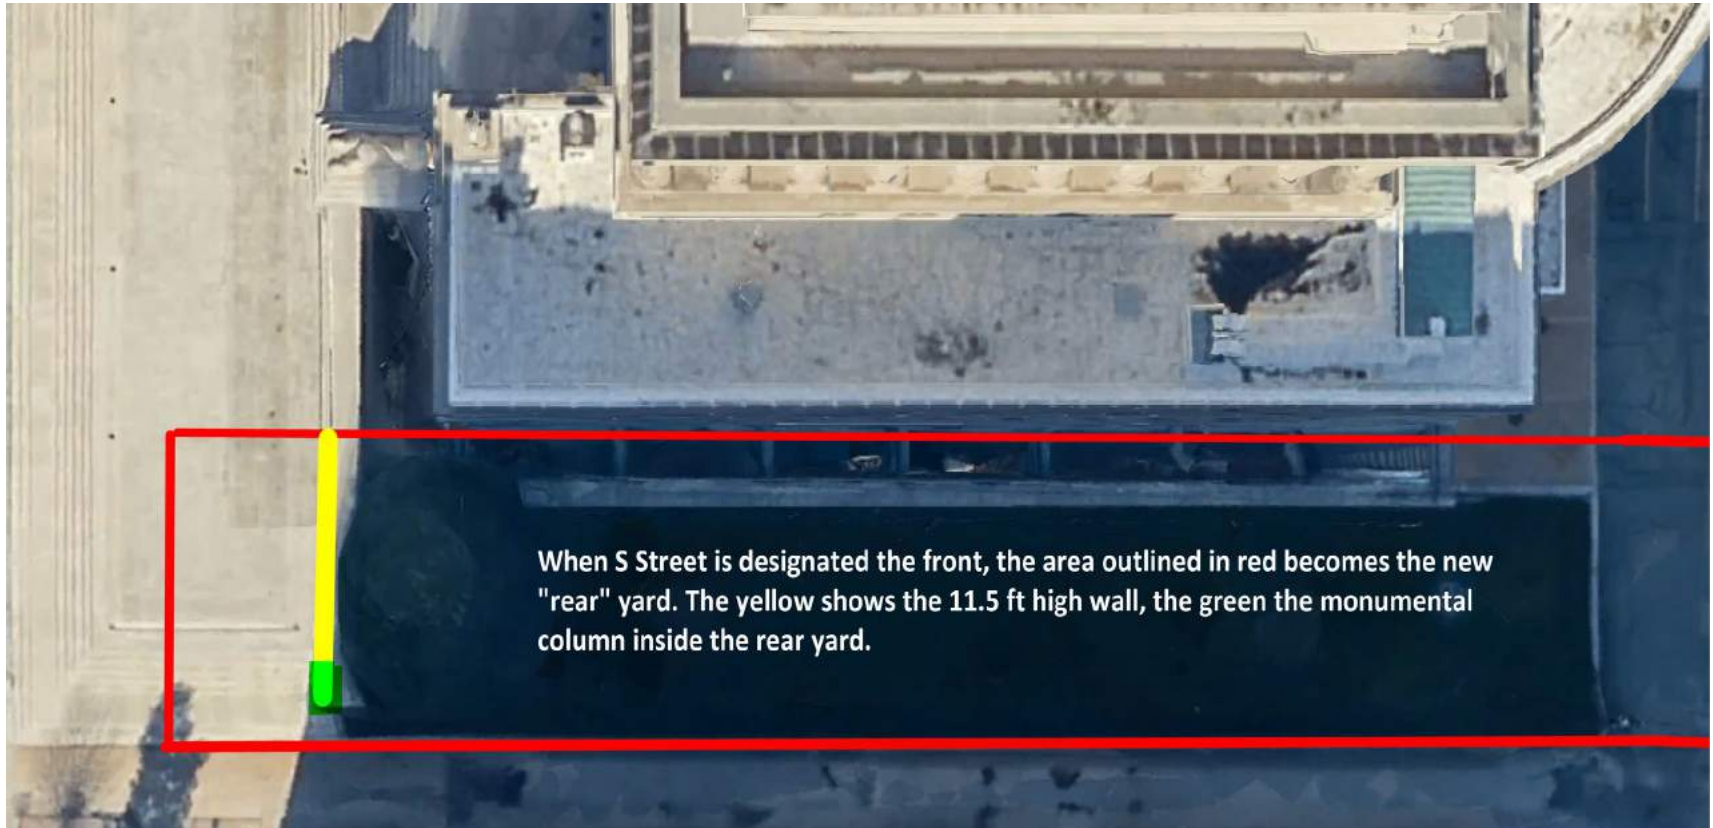 When S Street is designated the front, the area outlined in red becomes the new
"rear" yard. The yellow shows the 11.5 ft high wall, the green the monumental
column inside the rear yard.